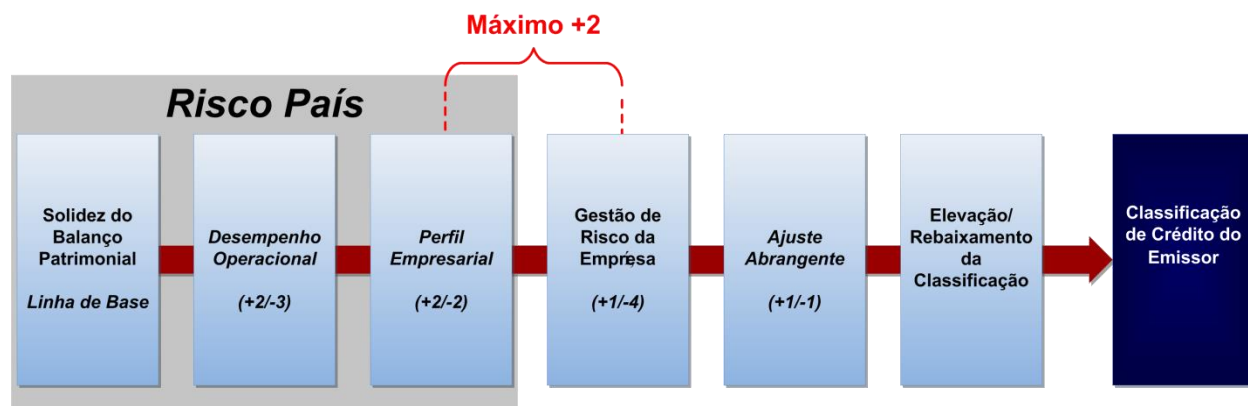 Máximo +2
Risco País
Solidez do
Balanço
Patrimonial
Linha de Base
Desempenho
Operacional
(+2/-3)
Perfil
Empresarial
(+2/-2)
Gestão de
Risco da
Empresa
(+1/-4)
Ajuste
Abrangente
(+1/-1)
Elevação/
Rebaixamento
da
Classificação
Classificação
de Crédito do
Emissor